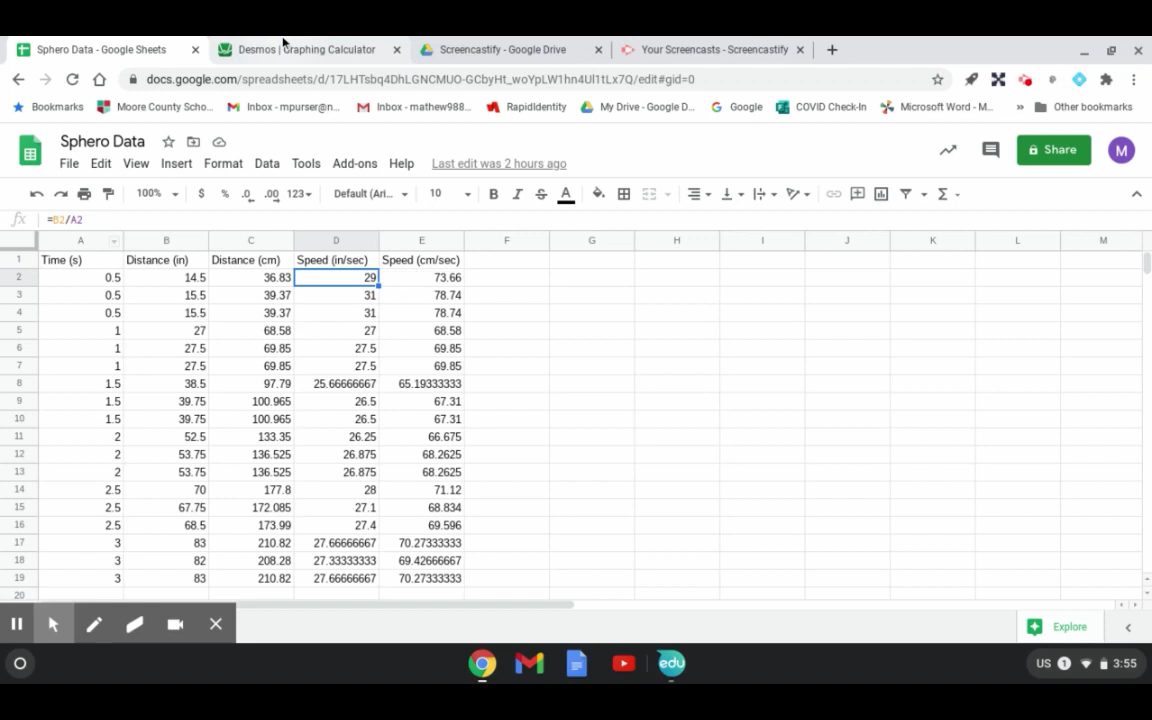 Sphero Data - Google Sheets Desmos | Graphing Calculator Screencastify - Google Drive Your Screencasts - Screencastify
docs.google.com/spreadsheets/d/17LHTsbq4DhLGNCMUO-GCbyHt_woYpLW1hn4Ul1tLx7Q/edit#gid=0
Bookmarks Moore County Scho... Inbox - mpurser@n... Inbox - mathew988... RapidIdentity My Drive - Google D... Google COVID Check-In Microsoft Word - M... » Other bookmarks
Sphero Data
File Edit View Insert Format Data Tools Add-ons Help Last edit was 2 hours ago
Share M
100% $ % .0 .00 123 Default (Ari... 10 B I S A Σ
fx =B2/A2
A B C D E F G H I J K L M
1 Time (s) Distance (in) Distance (cm) Speed (in/sec) Speed (cm/sec)
2 0.5 14.5 36.83 29 73.66
3 0.5 15.5 39.37 31 78.74
4 0.5 15.5 39.37 31 78.74
5 1 27 68.58 27 68.58
6 1 27.5 69.85 27.5 69.85
7 1 27.5 69.85 27.5 69.85
8 1.5 38.5 97.79 25.66666667 65.19333333
9 1.5 39.75 100.965 26.5 67.31
10 1.5 39.75 100.965 26.5 67.31
11 2 52.5 133.35 26.25 66.675
12 2 53.75 136.525 26.875 68.2625
13 2 53.75 136.525 26.875 68.2625
14 2.5 70 177.8 28 71.12
15 2.5 67.75 172.085 27.1 68.834
16 2.5 68.5 173.99 27.4 69.596
17 3 83 210.82 27.66666667 70.27333333
18 3 82 208.28 27.33333333 69.42666667
19 3 83 210.82 27.66666667 70.27333333
20
Explore
edu US 1 3:55